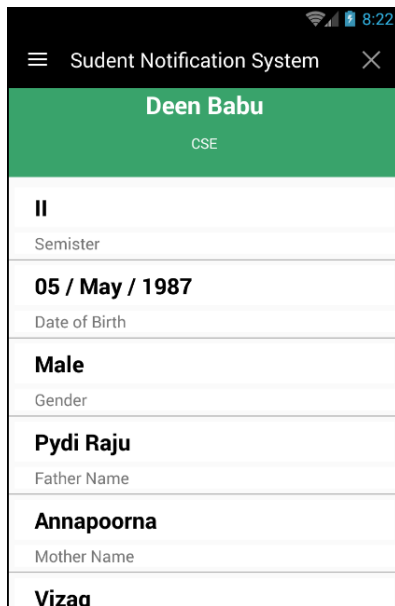 8:22
Sudent Notification System
Deen Babu
CSE
II
Semister
05 / May / 1987
Date of Birth
Male
Gender
Pydi Raju
Father Name
Annapoorna
Mother Name
Vizag